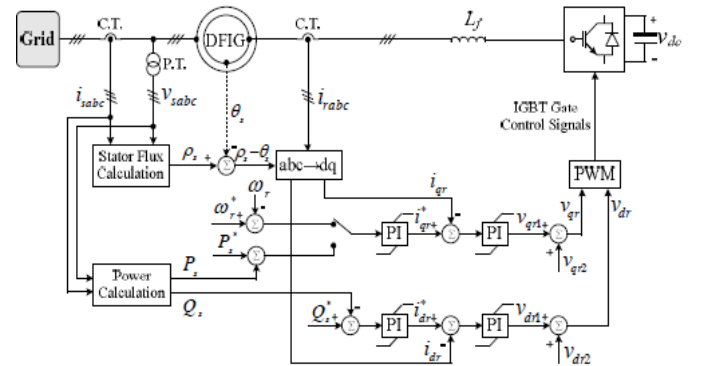 C.T.
C.T.
L_f
Grid
DFIG
P.T.
v_dc
+
-
i_sabc
v_sabc
θ_s
i_rabc
IGBT Gate
Control Signals
Stator Flux
Calculation
ρ_s
+
-
Σ
ρ_s-θ_s
abc→dq
PWM
ω_r
i_qr
v_qr
v_dr
ω_r*
+
-
Σ
PI
i_qr*
+
-
Σ
PI
v_qr1
+
Σ
P_s*
+
v_qr2
Σ
Power
Calculation
P_s
Q_s
-
Q_s*
+
Σ
PI
i_dr*
+
Σ
PI
v_dr1
+
Σ
i_dr
-
+
v_dr2